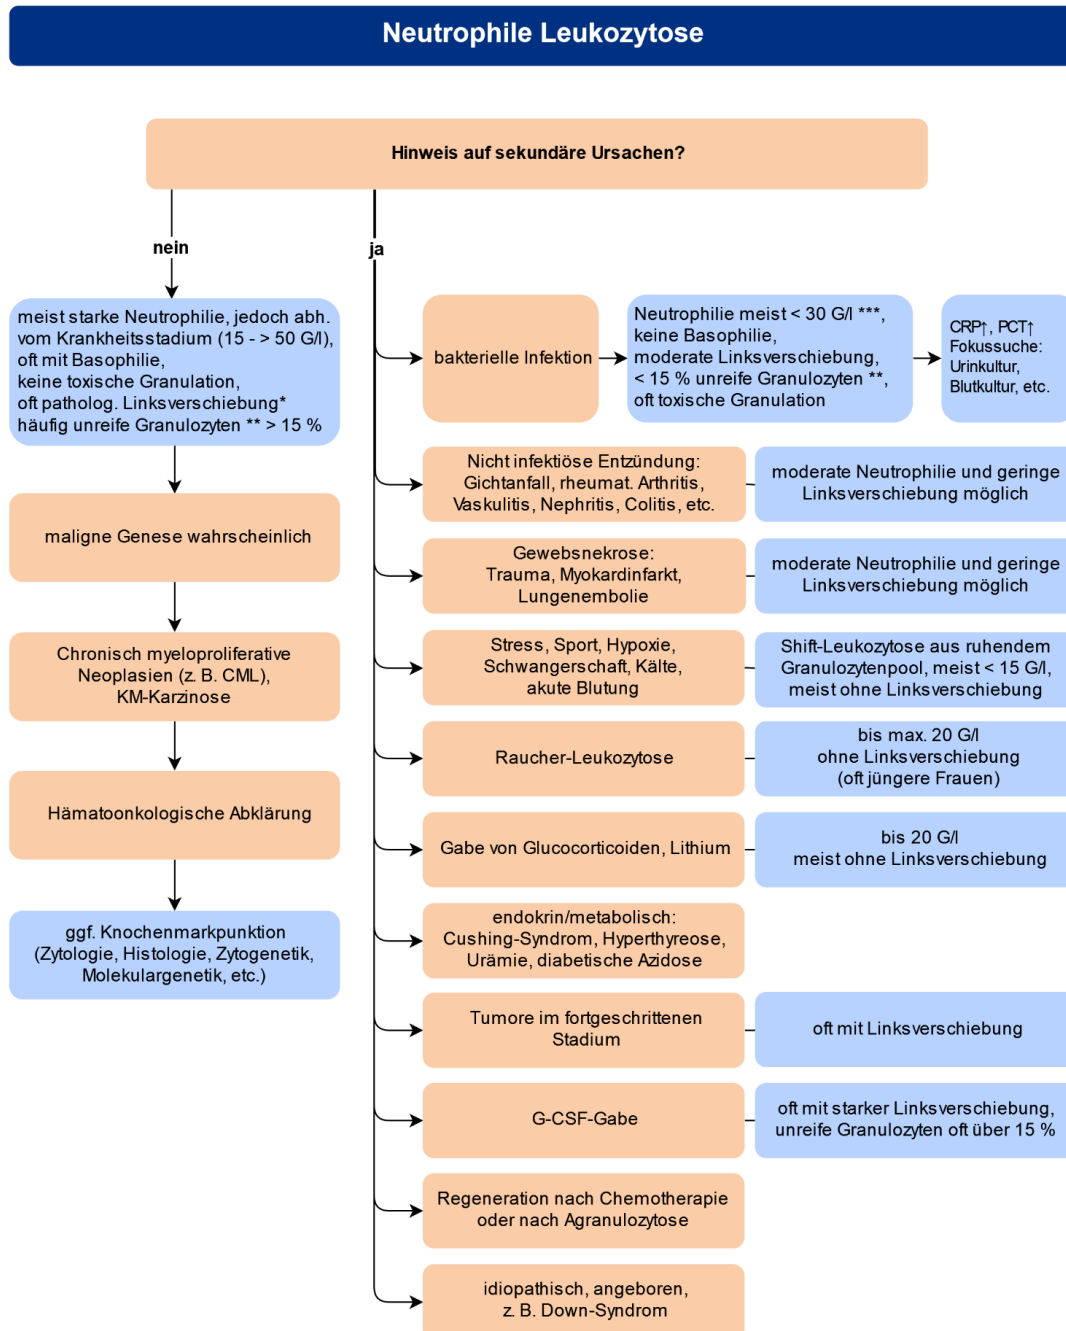 Neutrophile Leukozytose
Hinweis auf sekundäre Ursachen?
nein
ja
meist starke Neutrophilie, jedoch abh.
vom Krankheitsstadium (15 - > 50 G/l),
oft mit Basophilie,
keine toxische Granulation,
oft patholog. Linksverschiebung*
häufig unreife Granulozyten ** > 15 %
maligne Genese wahrscheinlich
Chronisch myeloproliferative
Neoplasien (z. B. CML),
KM-Karzinose
Hämatoonkologische Abklärung
ggf. Knochenmarkpunktion
(Zytologie, Histologie, Zytogenetik,
Molekulargenetik, etc.)
bakterielle Infektion
Neutrophilie meist < 30 G/l ***,
keine Basophilie,
moderate Linksverschiebung,
< 15 % unreife Granulozyten **,
oft toxische Granulation
CRP↑, PCT↑
Fokussuche:
Urinkultur,
Blutkultur, etc.
Nicht infektiöse Entzündung:
Gichtanfall, rheumat. Arthritis,
Vaskulitis, Nephritis, Colitis, etc.
moderate Neutrophilie und geringe
Linksverschiebung möglich
Gewebsnekrose:
Trauma, Myokardinfarkt,
Lungenembolie
moderate Neutrophilie und geringe
Linksverschiebung möglich
Stress, Sport, Hypoxie,
Schwangerschaft, Kälte,
akute Blutung
Shift-Leukozytose aus ruhendem
Granulozytenpool, meist < 15 G/l,
meist ohne Linksverschiebung
Raucher-Leukozytose
bis max. 20 G/l
ohne Linksverschiebung
(oft jüngere Frauen)
Gabe von Glucocorticoiden, Lithium
bis 20 G/l
meist ohne Linksverschiebung
endokrin/metabolisch:
Cushing-Syndrom, Hyperthyreose,
Urämie, diabetische Azidose
Tumore im fortgeschrittenen
Stadium
oft mit Linksverschiebung
G-CSF-Gabe
oft mit starker Linksverschiebung,
unreife Granulozyten oft über 15 %
Regeneration nach Chemotherapie
oder nach Agranulozytose
idiopathisch, angeboren,
z. B. Down-Syndrom